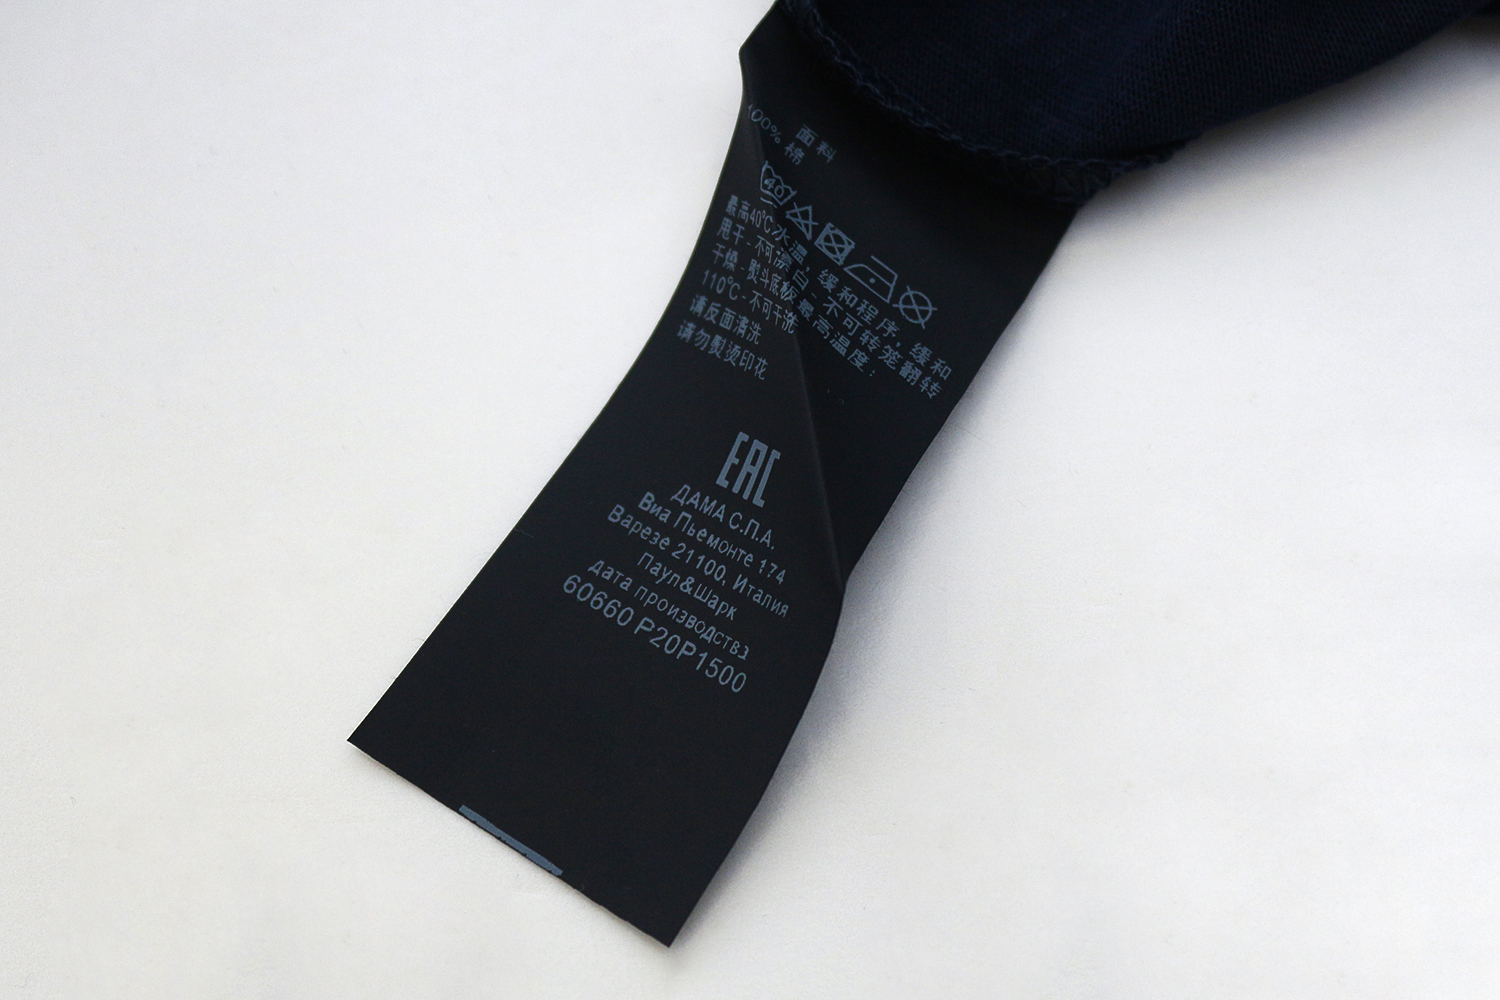 面料
100% 棉
40
最高40℃水温，缓和程序，缓和
甩干 - 不可漂白 - 不可转笼翻转
干燥 - 熨斗底板最高温度：
110℃ - 不可干洗
请反面清洗
请勿熨烫印花
EAC
ДАМА С.П.А.
Виа Пьемонте 174
Варезе 21100, Италия
Паул&Шарк
дата производства
60660 P20P1500